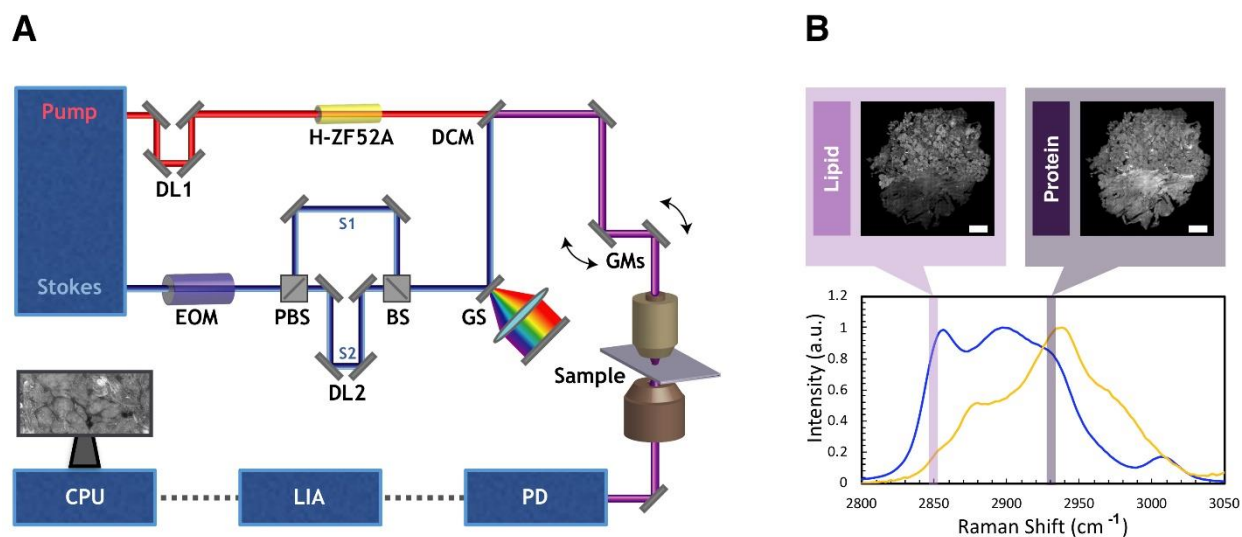 A
Pump
DL1
H-ZF52A
DCM
Stokes
EOM
PBS
S1
S2
DL2
BS
GS
GMs
Sample
CPU
LIA
PD
B
Lipid
Protein
Intensity (a.u.)
1.2
1
0.8
0.6
0.4
0.2
0
2800
2850
2900
2950
3000
3050
Raman Shift (cm⁻¹)